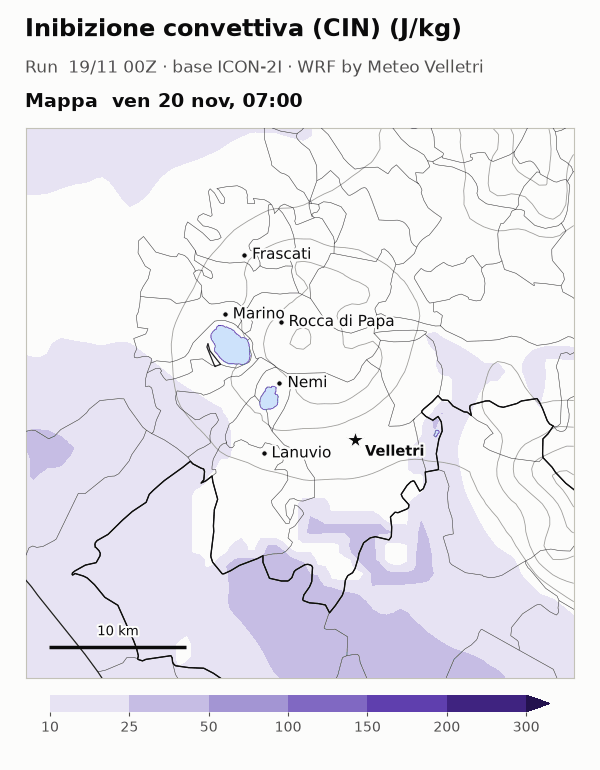 Inibizione convettiva (CIN) (J/kg)
Run  19/11 00Z · base ICON-2I · WRF by Meteo Velletri
Mappa  ven 20 nov, 07:00
Frascati
Marino
Rocca di Papa
Nemi
Velletri
Lanuvio
10 km
10 25 50 100 150 200 300